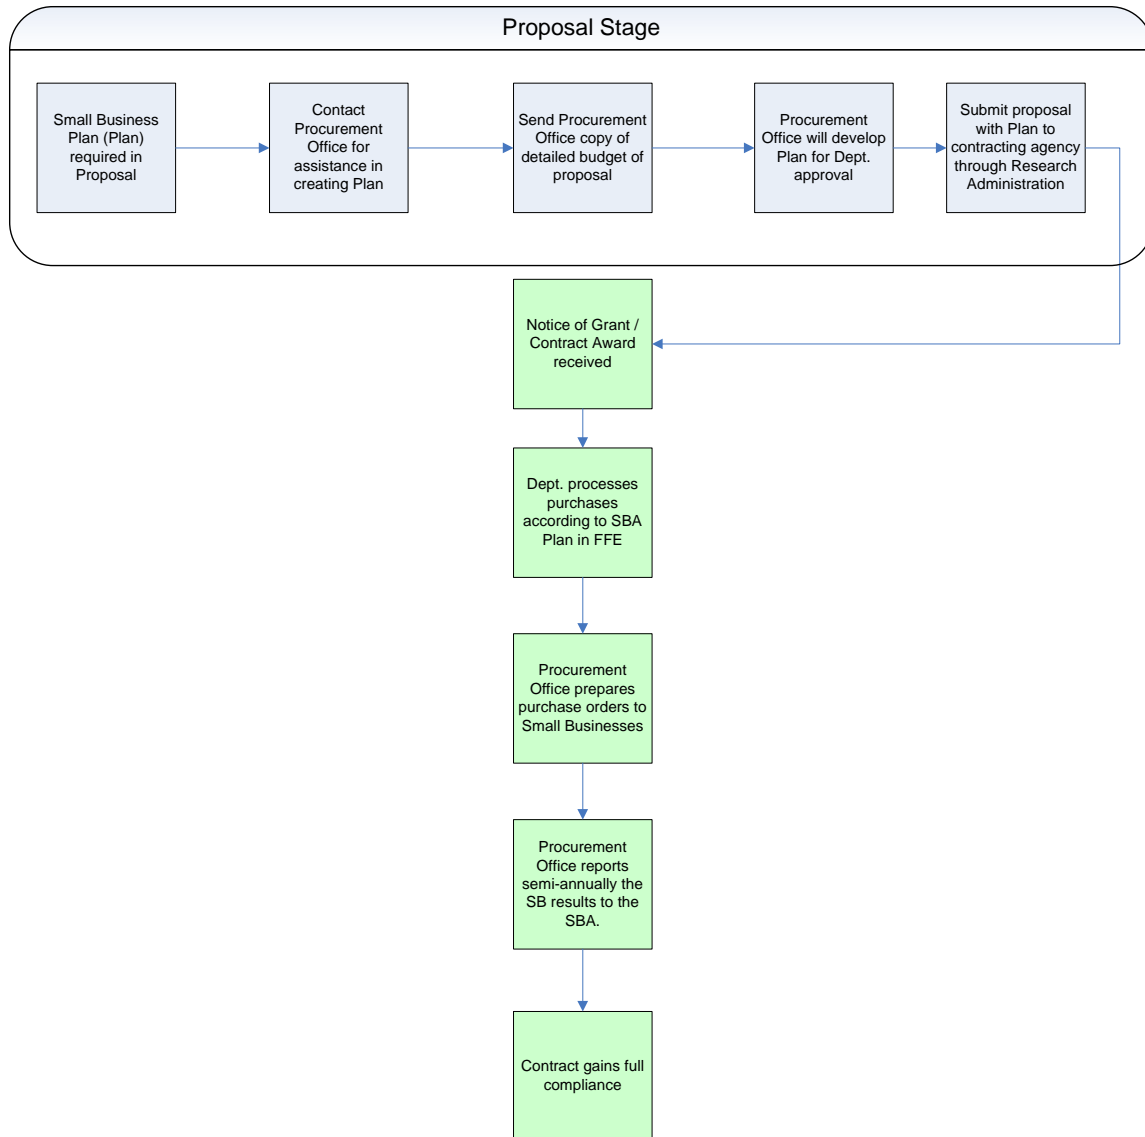 Proposal Stage
Small Business
Plan (Plan)
required in
Proposal
Contact
Procurement
Office for
assistance in
creating Plan
Send Procurement
Office copy of
detailed budget of
proposal
Procurement
Office will develop
Plan for Dept.
approval
Submit proposal
with Plan to
contracting agency
through Research
Administration
Notice of Grant /
Contract Award
received
Dept. processes
purchases
according to SBA
Plan in FFE
Procurement
Office prepares
purchase orders to
Small Businesses
Procurement
Office reports
semi-annually the
SB results to the
SBA.
Contract gains full
compliance